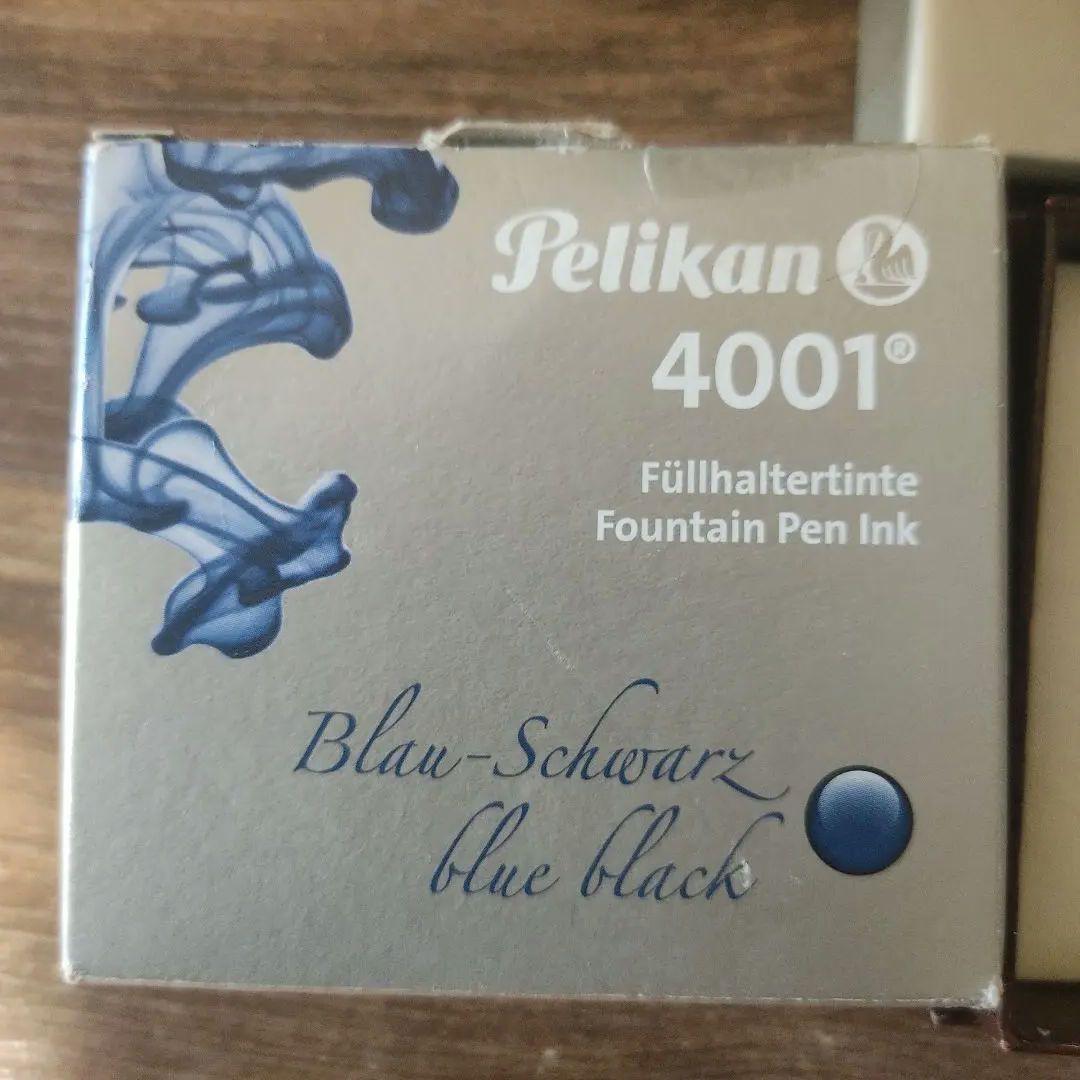 Pelikan
4001®
Füllhaltertinte
Fountain Pen Ink
Blau-Schwarz
blue black